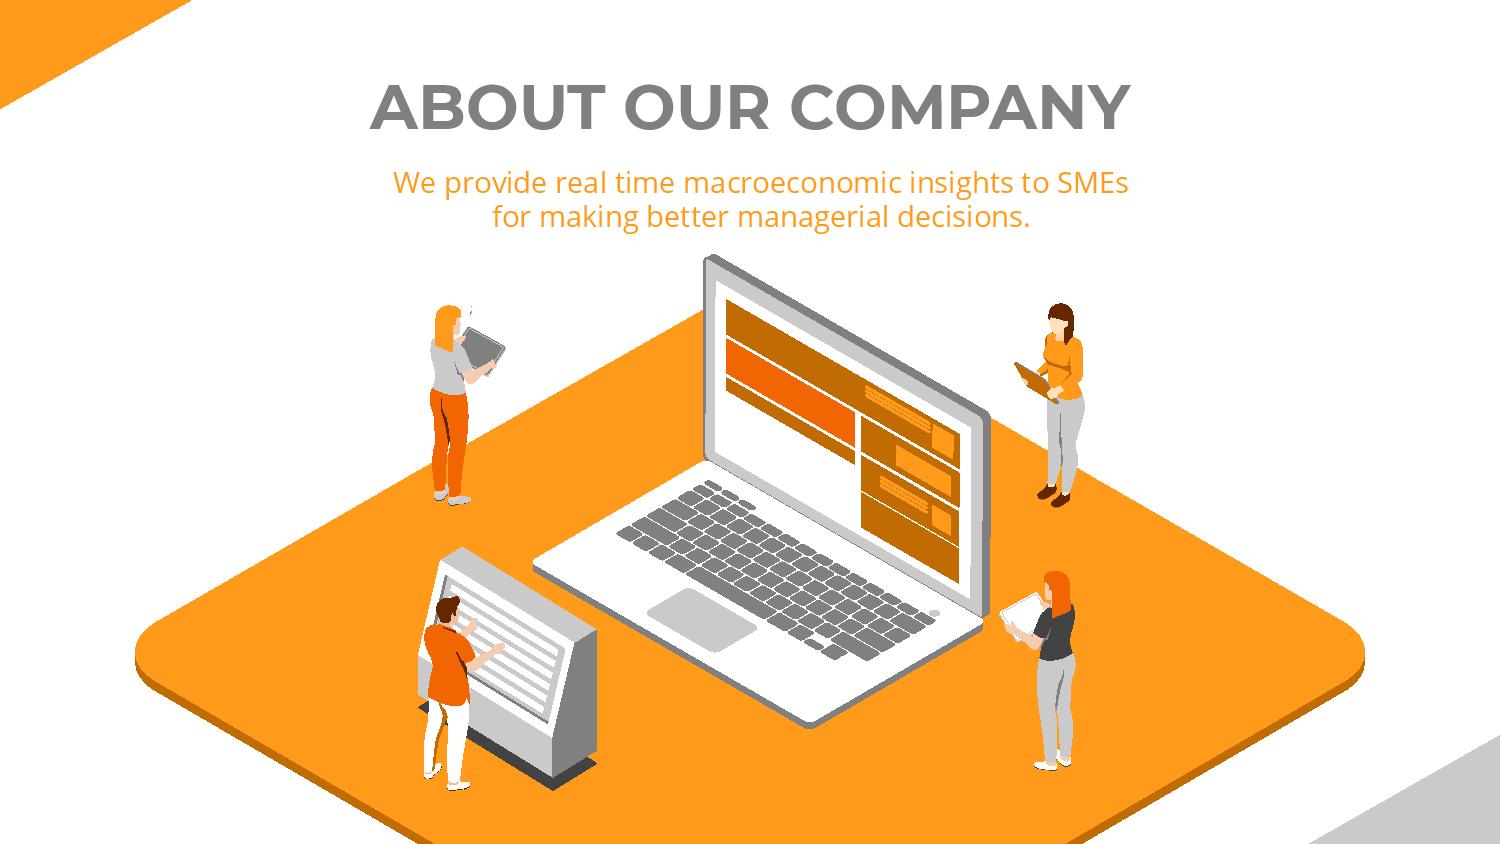 ABOUT OUR COMPANY
We provide real time macroeconomic insights to SMEs
for making better managerial decisions.